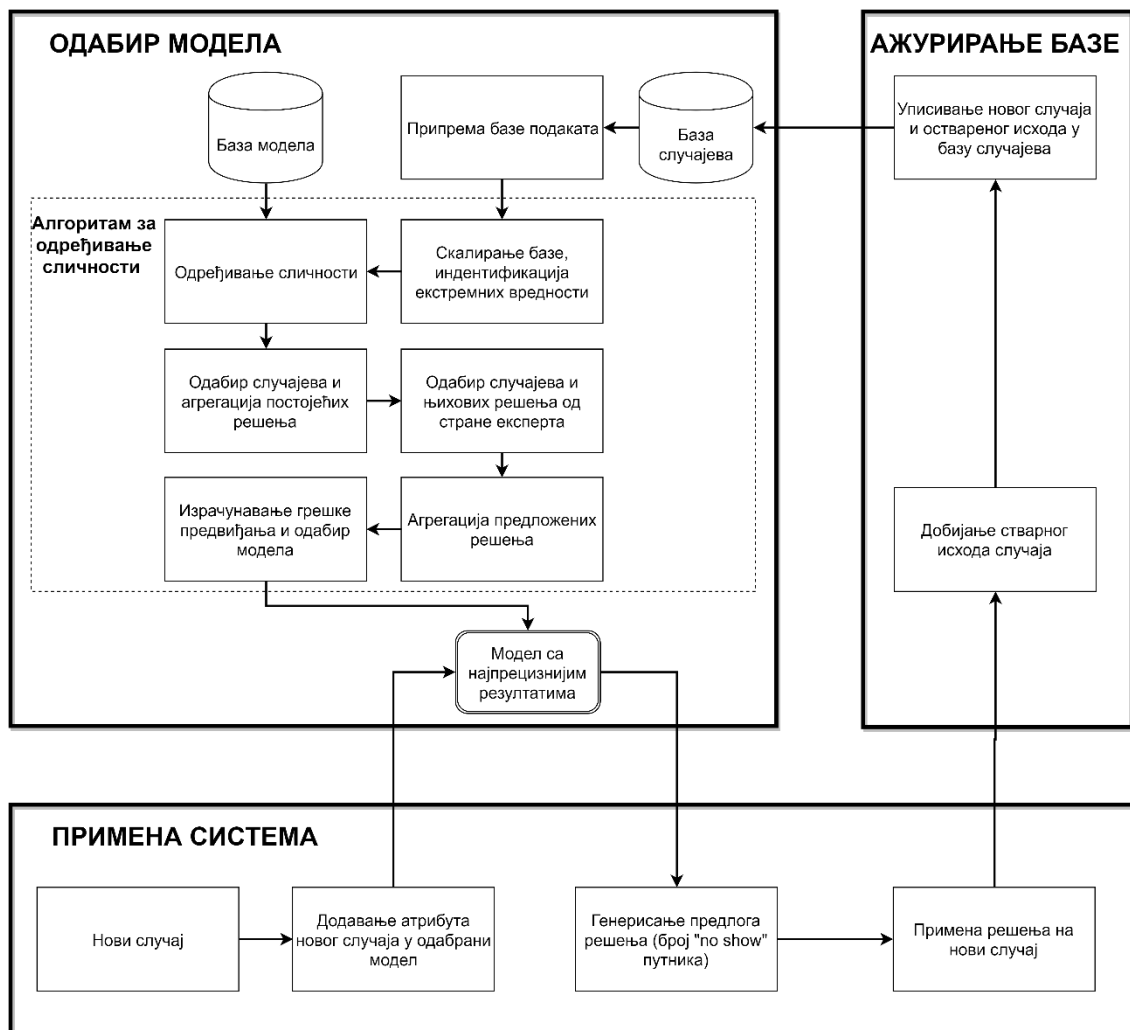 ОДАБИР МОДЕЛА
База модела
Припрема базе података
База
случајева
Алгоритам за
одређивање
сличности
Одређивање сличности
Скалирање базе,
индентификација
екстремних вредности
Одабир случајева и
агрегација постојећих
решења
Одабир случајева и
њихових решења од
стране експерта
Израчунавање грешке
предвиђања и одабир
модела
Агрегација предложених
решења
Модел са
најпрецизнијим
резултатима
АЖУРИРАЊЕ БАЗЕ
Уписивање новог случаја
и оствареног исхода у
базу случајева
Добијање стварног
исхода случаја
ПРИМЕНА СИСТЕМА
Нови случај
Додавање атрибута
новог случаја у одабрани
модел
Генерисање предлога
решења (број "no show"
путника)
Примена решења на
нови случај